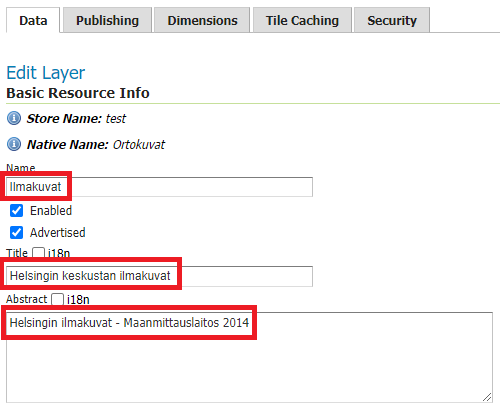 Data Publishing Dimensions Tile Caching Security
Edit Layer
Basic Resource Info
Store Name: test
Native Name: Ortokuvat
Name
Ilmakuvat
Enabled
Advertised
Title i18n
Helsingin keskustan ilmakuvat
Abstract i18n
Helsingin ilmakuvat - Maanmittauslaitos 2014